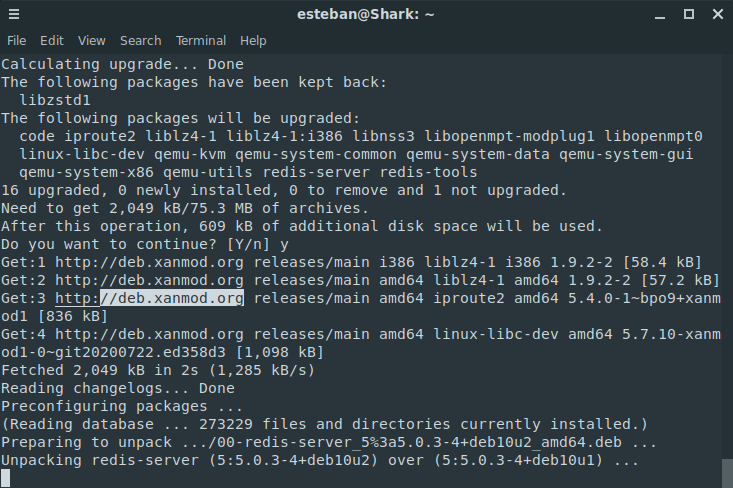 esteban@Shark: ~
File Edit View Search Terminal Help
Calculating upgrade... Done
The following packages have been kept back:
  libzstd1
The following packages will be upgraded:
  code iproute2 liblz4-1 liblz4-1:i386 libnss3 libopenmpt-modplug1 libopenmpt0
  linux-libc-dev qemu-kvm qemu-system-common qemu-system-data qemu-system-gui
  qemu-system-x86 qemu-utils redis-server redis-tools
16 upgraded, 0 newly installed, 0 to remove and 1 not upgraded.
Need to get 2,049 kB/75.3 MB of archives.
After this operation, 609 kB of additional disk space will be used.
Do you want to continue? [Y/n] y
Get:1 http://deb.xanmod.org releases/main i386 liblz4-1 i386 1.9.2-2 [58.4 kB]
Get:2 http://deb.xanmod.org releases/main amd64 liblz4-1 amd64 1.9.2-2 [57.2 kB]
Get:3 http://deb.xanmod.org releases/main amd64 iproute2 amd64 5.4.0-1~bpo9+xanm
od1 [836 kB]
Get:4 http://deb.xanmod.org releases/main amd64 linux-libc-dev amd64 5.7.10-xanm
od1-0~git20200722.ed358d3 [1,098 kB]
Fetched 2,049 kB in 2s (1,285 kB/s)
Reading changelogs... Done
Preconfiguring packages ...
(Reading database ... 273229 files and directories currently installed.)
Preparing to unpack .../00-redis-server_5%3a5.0.3-4+deb10u2_amd64.deb ...
Unpacking redis-server (5:5.0.3-4+deb10u2) over (5:5.0.3-4+deb10u1) ...